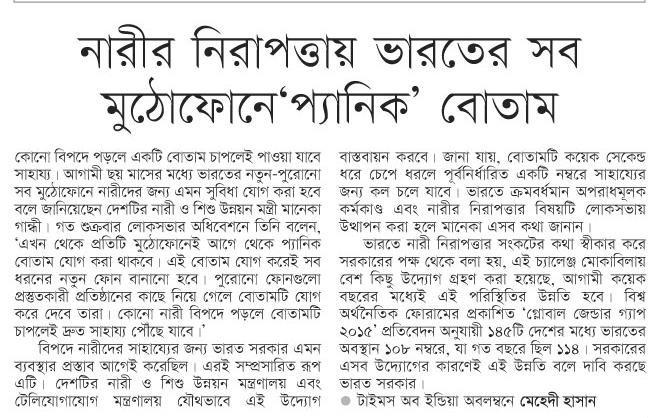 নারীর নিরাপত্তায় ভারতের সব
মুঠোফোনে‘প্যানিক’ বোতাম
কোনো বিপদে পড়লে একটি বোতাম চাপলেই পাওয়া যাবে
সাহায্য। আগামী ছয় মাসের মধ্যে ভারতের নতুন-পুরোনো
সব মুঠোফোনে নারীদের জন্য এমন সুবিধা যোগ করা হবে
বলে জানিয়েছেন দেশটির নারী ও শিশু উন্নয়ন মন্ত্রী মানেকা
গান্ধী। গত শুক্রবার লোকসভার অধিবেশনে তিনি বলেন,
‘এখন থেকে প্রতিটি মুঠোফোনেই আগে থেকে প্যানিক
বোতাম যোগ করা থাকবে। এই বোতাম যোগ করেই সব
ধরনের নতুন ফোন বানানো হবে। পুরোনো ফোনগুলো
প্রস্তুতকারী প্রতিষ্ঠানের কাছে নিয়ে গেলে বোতামটি যোগ
করে দেবে তারা। কোনো নারী বিপদে পড়লে বোতামটি
চাপলেই দ্রুত সাহায্য পৌঁছে যাবে।’
বিপদে নারীদের সাহায্যের জন্য ভারত সরকার এমন
ব্যবস্থার প্রস্তাব আগেই করেছিল। এরই সম্প্রসারিত রূপ
এটি। দেশটির নারী ও শিশু উন্নয়ন মন্ত্রণালয় এবং
টেলিযোগাযোগ মন্ত্রণালয় যৌথভাবে এই উদ্যোগ
বাস্তবায়ন করবে। জানা যায়, বোতামটি কয়েক সেকেন্ড
ধরে চেপে ধরলে পূর্বনির্ধারিত একটি নম্বরে সাহায্যের
জন্য কল চলে যাবে। ভারতে ক্রমবর্ধমান অপরাধমূলক
কর্মকাণ্ড এবং নারীর নিরাপত্তার বিষয়টি লোকসভায়
উত্থাপন করা হলে মানেকা এসব কথা জানান।
ভারতে নারী নিরাপত্তার সংকটের কথা স্বীকার করে
সরকারের পক্ষ থেকে বলা হয়, এই চ্যালেঞ্জ মোকাবিলায়
বেশ কিছু উদ্যোগ গ্রহণ করা হয়েছে, আগামী কয়েক
বছরের মধ্যেই এই পরিস্থিতির উন্নতি হবে। বিশ্ব
অর্থনৈতিক ফোরামের প্রকাশিত ‘গ্লোবাল জেন্ডার গ্যাপ
২০১৫’ প্রতিবেদন অনুযায়ী ১৪৫টি দেশের মধ্যে ভারতের
অবস্থান ১০৮ নম্বরে, যা গত বছরে ছিল ১১৪। সরকারের
এসব উদ্যোগের কারণেই এই উন্নতি বলে দাবি করছে
ভারত সরকার।
● টাইমস অব ইন্ডিয়া অবলম্বনে মেহেদী হাসান